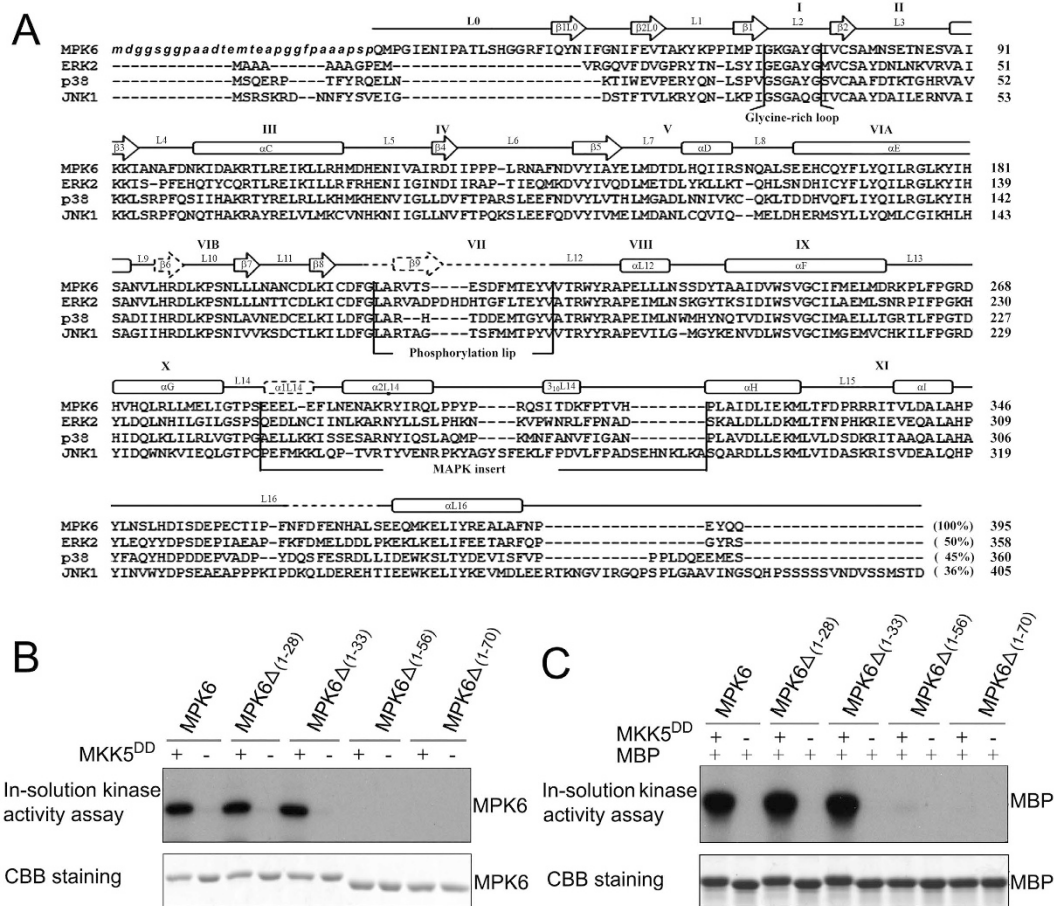 A
L0 β1L0 β2L0 L1 β1 I L2 β2 II L3
MPK6 mdggsggpaadtemteapggfpaaapspQMPGIENIPATLSHGGRFIQYNIFGNIFEVTAKYKPPIMPIGKGAYGIVCSAMNSETNESVAI 91
ERK2 -------------MAAA-----AAAGPEM----------------VRGQVFDVGPRYTN-LSYIGEGAYGMVCSAYDNLNKVRVAI 51
p38 -------------MSQERP----TFYRQELN--------------KTIWEVPERYQN-LSPVGSGAYGSVCAAFDTKTGHRVAV 52
JNK1 -------------MSRSKRD--NNFYSVEIG--------------DSTFTVLKRYQN-LKPIGSGAQGIVCAAYDAILERNVAI 53
Glycine-rich loop
β3 L4 III αC L5 IV β4 L6 β5 V L7 αD L8 VIA αE
MPK6 KKIANAFDNKIDAKRTLREIKLLRHMDHENIVAIRDIIPPP-LRNAFNDVYIAYELMDTDLHQIIRSNQALSEEHCQYFLYQILRGLKYIH 181
ERK2 KKIS-PFEHQTYCQRTLREIKILLRFRHENIIGINDIIRAP-TIEQMKDVYIVQDLMETDLYKLLKT-QHLSNDHICYFLYQILRGLKYIH 139
p38 KKLSRPFQSIIHAKRTYRELRLLKHMKHENVIGLLDVFTPARSLEEFNDVYLVTHLMGADLNNIVKC-QKLTDDHVQFLIYQILRGLKYIH 142
JNK1 KKLSRPFQNQTHAKRAYRELVLMKCVNHKNIIGLLNVFTPQKSLEEFQDVYIVMELMDANLCQVIQ--MELDHERMSYLLYQMLCGIKHLH 143
L9 β6 VIB L10 β7 L11 β8 β9 VII L12 VIII αL12 IX αF L13
MPK6 SANVLHRDLKPSNLLLNANCDLKICDFGLARVTS----ESDFMTEYVVTRWYRAPELLLNSSDYTAAIDVWSVGCIFMELMDRKPLFPGRD 268
ERK2 SANVLHRDLKPSNLLLNTTCDLKICDFGLARVADPDHDHTGFLTEYVATRWYRAPEIMLNSKGYTKSIDIWSVGCILAEMLSNRPIFPGKH 230
p38 SADIIHRDLKPSNLAVNEDCELKILDFGLAR--H----TDDEMTGYVATRWYRAPEIMLNWMHYNQTVDIWSVGCIMAELLTGRTLFPGTD 227
JNK1 SAGIIHRDLKPSNIVVKSDCTLKILDFGLARTAG----TSFMMTPYVVTRYYRAPEVILG-MGYKENVDLWSVGCIMGEMVCHKILFPGRD 229
Phosphorylation lip
X αG L14 α1L14 α2L14 3₁₀L14 αH XI L15 αI
MPK6 HVHQLRLLMELIGTPSEEEL-EFLNENAKRYIRQLPPYP----RQSITDKFPTVH--------PLAIDLIEKMLTFDPRRRITVLDALAHP 346
ERK2 YLDQLNHILGILGSPSQEDLNCIINLKARNYLLSLPHKN----KVPWNRLFPNAD--------SKALDLLDKMLTFNPHKRIEVEQALAHP 309
p38 HIDQLKLILRLVGTPGAELLKKISSESARNYIQSLAQMP----KMNFANVFIGAN--------PLAVDLLEKMLVLDSDKRITAAQALAHA 306
JNK1 YIDQWNKVIEQLGTPCPEFMKKLQP-TVRTYVENRPKYAGYSFEKLFPDVLFPADSEHNKLKASQARDLLSKMLVIDASKRISVDEALQHP 319
MAPK insert
L16 αL16
MPK6 YLNSLHDISDEPECTIP-FNFDFENHALSEEQMKELIYREALAFNP---------------EYQQ------------------ (100%) 395
ERK2 YLEQYYDPSDEPIAEAP-FKFDMELDDLPKEKLKELIFEETARFQP---------------GYRS------------------ ( 50%) 358
p38 YFAQYHDPDDEPVADP-YDQSFESRDLLIDEWKSLTYDEVISFVP----------PPLDQEEMES------------------ ( 45%) 360
JNK1 YINVWYDPSEAEAPPPKIPDKQLDEREHTIEEWKELIYKEVMDLEERTKNGVIRGQPSPLGAAVINGSQHPSSSSSVNDVSSMSTD ( 36%) 405
B
MPK6 MPK6Δ(1-28) MPK6Δ(1-33) MPK6Δ(1-56) MPK6Δ(1-70)
MKK5DD + - + - + - + - + -
In-solution kinase activity assay MPK6
CBB staining MPK6
C
MPK6 MPK6Δ(1-28) MPK6Δ(1-33) MPK6Δ(1-56) MPK6Δ(1-70)
MKK5DD + - + - + - + - + -
MBP + + + + + + + + + +
In-solution kinase activity assay MBP
CBB staining MBP